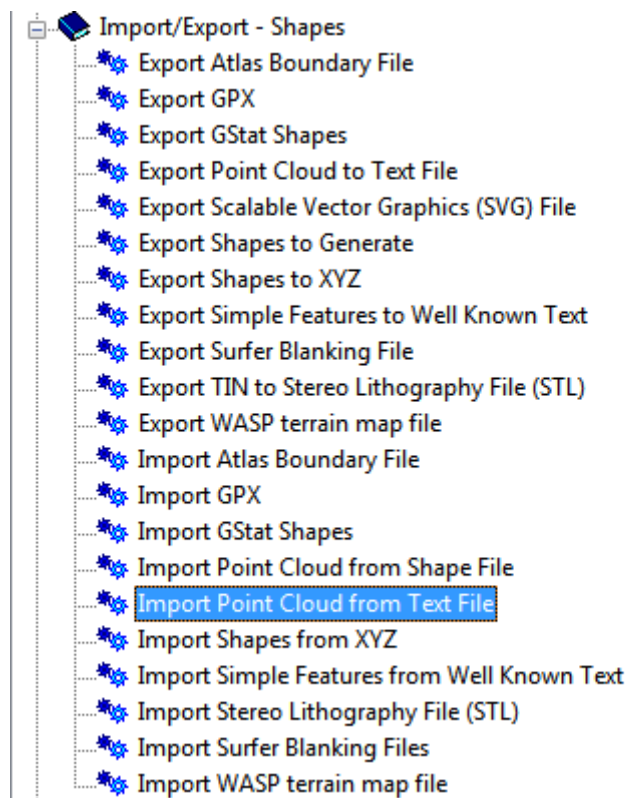 Import/Export - Shapes
Export Atlas Boundary File
Export GPX
Export GStat Shapes
Export Point Cloud to Text File
Export Scalable Vector Graphics (SVG) File
Export Shapes to Generate
Export Shapes to XYZ
Export Simple Features to Well Known Text
Export Surfer Blanking File
Export TIN to Stereo Lithography File (STL)
Export WASP terrain map file
Import Atlas Boundary File
Import GPX
Import GStat Shapes
Import Point Cloud from Shape File
Import Point Cloud from Text File
Import Shapes from XYZ
Import Simple Features from Well Known Text
Import Stereo Lithography File (STL)
Import Surfer Blanking Files
Import WASP terrain map file